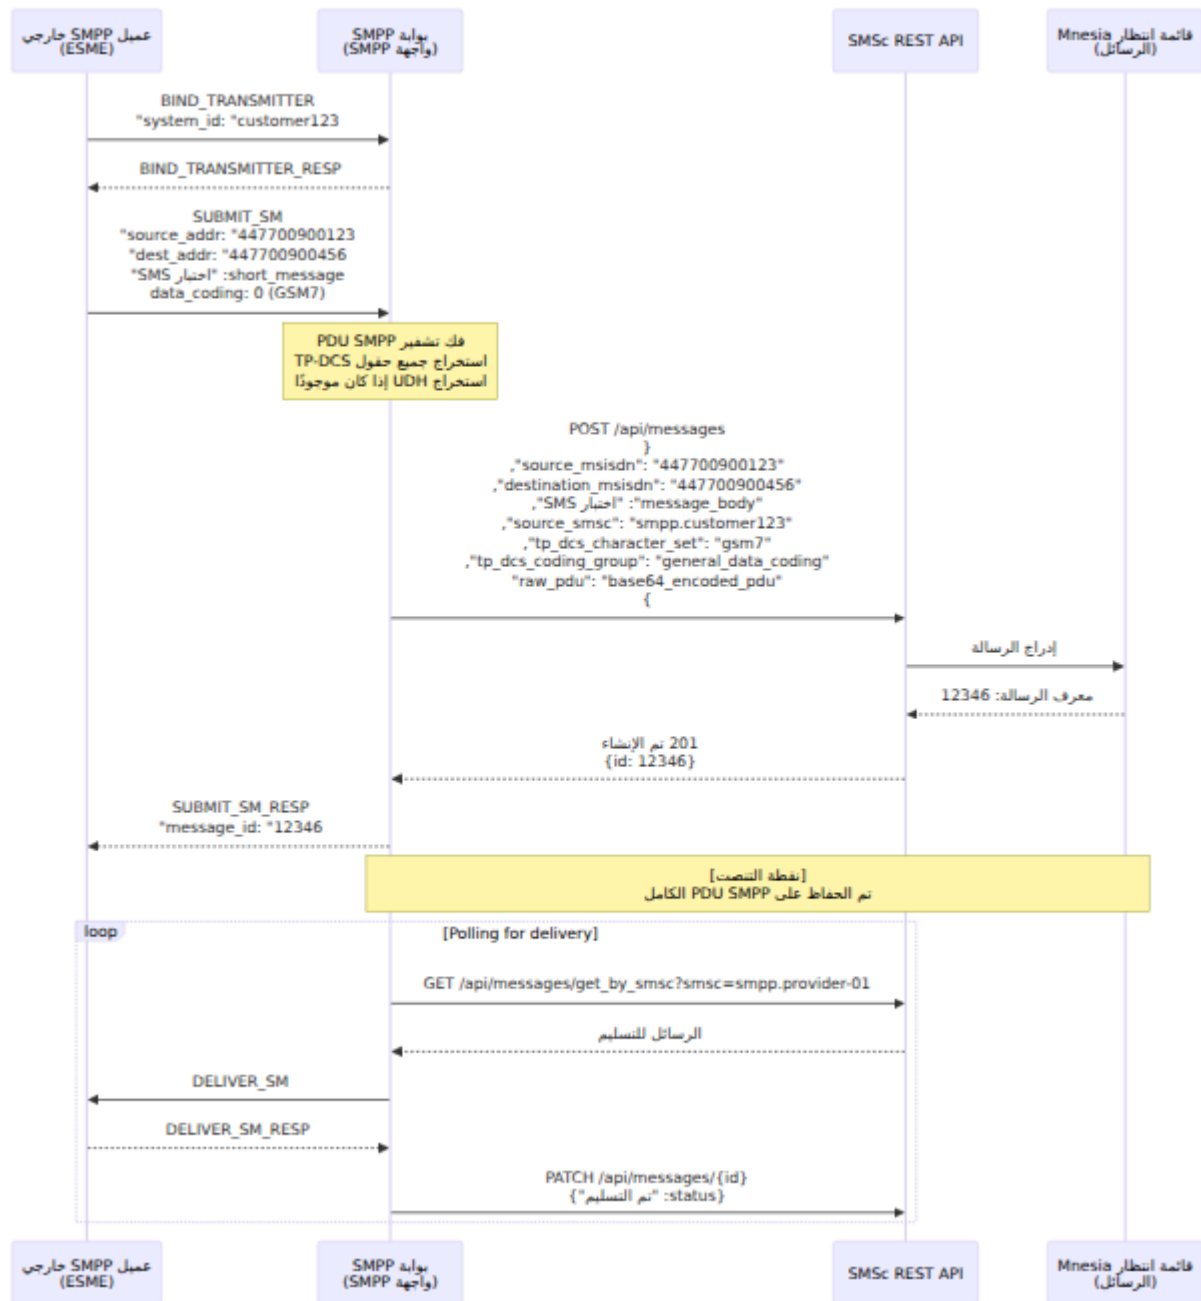 عميل SMPP خارجي
(ESME)
بوابة SMPP
(واجهة SMPP)
SMSc REST API
قائمة انتظار Mnesia
(الرسائل)
BIND_TRANSMITTER
"system_id: "customer123
BIND_TRANSMITTER_RESP
SUBMIT_SM
"source_addr: "447700900123
"dest_addr: "447700900456
"SMS اختبار" :short_message
data_coding: 0 (GSM7)
فك تشفير PDU SMPP
استخراج جميع حقول TP-DCS
استخراج UDH إذا كان موجودًا
POST /api/messages
}
,"source_msisdn": "447700900123"
,"destination_msisdn": "447700900456"
,"SMS اختبار" :"message_body"
,"source_smsc": "smpp.customer123"
,"tp_dcs_character_set": "gsm7"
,"tp_dcs_coding_group": "general_data_coding"
"raw_pdu": "base64_encoded_pdu"
{
إدراج الرسالة
معرف الرسالة: 12346
201 تم الإنشاء
{id: 12346}
SUBMIT_SM_RESP
"message_id: "12346
[نقطة التنصت]
تم الحفاظ على PDU SMPP الكامل
loop
[Polling for delivery]
GET /api/messages/get_by_smsc?smsc=smpp.provider-01
الرسائل للتسليم
DELIVER_SM
DELIVER_SM_RESP
PATCH /api/messages/{id}
{"تم التسليم" :status}
عميل SMPP خارجي
(ESME)
بوابة SMPP
(واجهة SMPP)
SMSc REST API
قائمة انتظار Mnesia
(الرسائل)